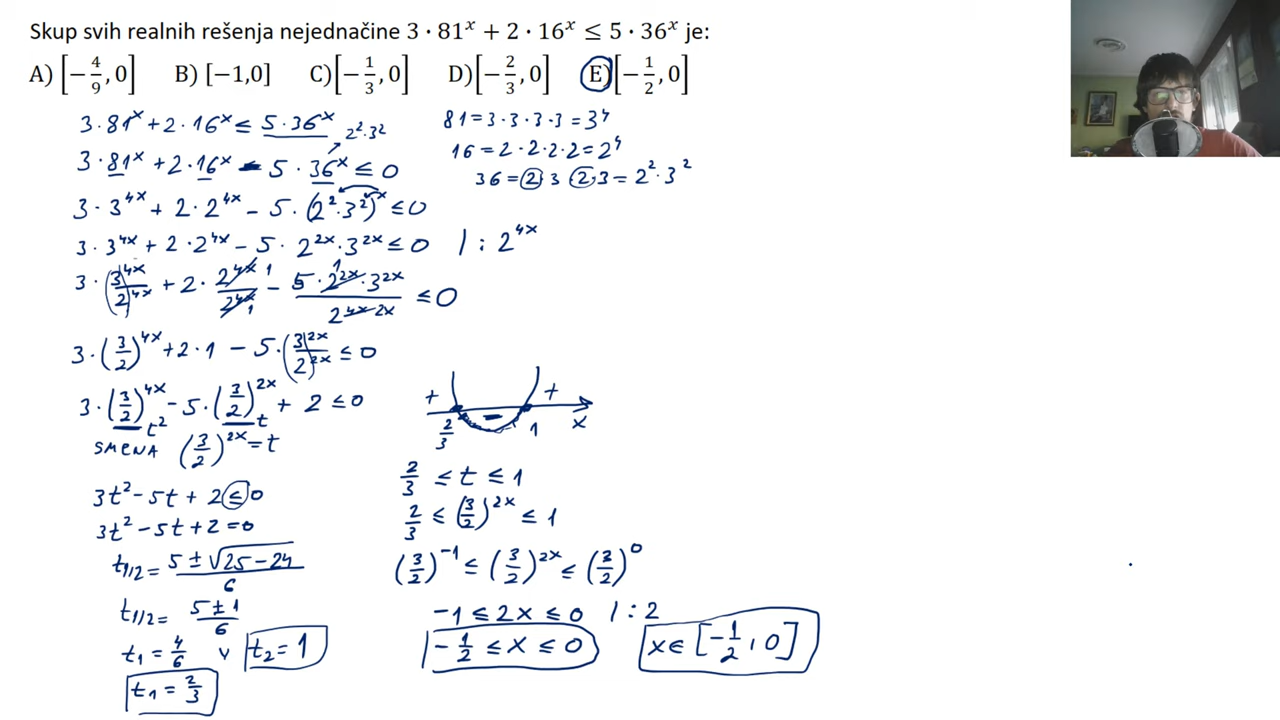 Skup svih realnih rešenja nejednačine 3 · 81^x + 2 · 16^x ≤ 5 · 36^x je:
A) [−4/9, 0] B) [−1,0] C) [−1/3, 0] D) [−2/3, 0] E) [−1/2, 0]
3·81^x + 2·16^x ≤ 5·36^x
2^2·3^2
3·81^x + 2·16^x - 5·36^x ≤ 0
3·3^4x + 2·2^4x - 5·(2^2·3^2)^x ≤ 0
3·3^4x + 2·2^4x - 5·2^2x·3^2x ≤ 0 /:2^4x
3·(3^4x/2^4x) + 2·2^4x/2^4x - 5·2^2x·3^2x/2^4x 2x ≤ 0
1 1 1
3·(3/2)^4x + 2·1 - 5·(3^2x/2^2x) ≤ 0
3·(3/2)^4x - 5·(3/2)^2x + 2 ≤ 0
t^2 t
SMENA (3/2)^2x = t
3t^2 - 5t + 2 ≤ 0
3t^2 - 5t + 2 = 0
t1/2 = 5 ± √25-24 / 6
t1/2 = 5 ± 1 / 6
t1 = 4/6 v t2 = 1
t1 = 2/3
81 = 3·3·3·3 = 3^4
16 = 2·2·2·2 = 2^4
36 = 2·3·2·3 = 2^2·3^2
+ - +
2/3 1 x
2/3 ≤ t ≤ 1
2/3 ≤ (3/2)^2x ≤ 1
(3/2)^-1 ≤ (3/2)^2x ≤ (3/2)^0
-1 ≤ 2x ≤ 0 /:2
-1/2 ≤ x ≤ 0
x∈[-1/2, 0]